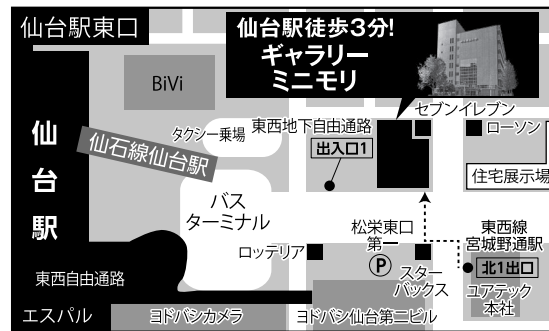 仙台駅東口
仙台駅徒歩3分!
ギャラリー
ミニモリ
BiVi
セブンイレブン
仙台駅
仙石線仙台駅
タクシー乗場
東西地下自由通路
出入口1
ローソン
住宅展示場
バス
ターミナル
松栄東口
第一
P
東西線
宮城野通駅
北1出口
ロッテリア
スター
バックス
ユアテック
本社
東西自由通路
エスパル
ヨドバシカメラ
ヨドバシ仙台第二ビル